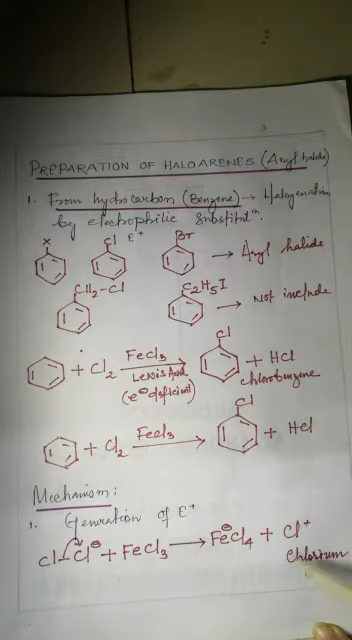 3
PREPARATION OF HALOARENES (Aryl halide)
1. From hydrocarbon (Benzene) → Halogenation
by electrophilic Substitutⁿ.
X Cl E⁺ Br → Aryl halide
CH₂-Cl C₂H₅I → Not include
+ Cl₂ FeCl₃ Lewis Acid (e⊖ deficient) → Cl + HCl
chlorobenzene
+ Cl₂ FeCl₃ → Cl + HCl
Mechanism:
1. Generation of E⁺
Cl-Cl⊖ + FeCl₃ → FeCl₄⊖ + Cl⁺
Chlorium